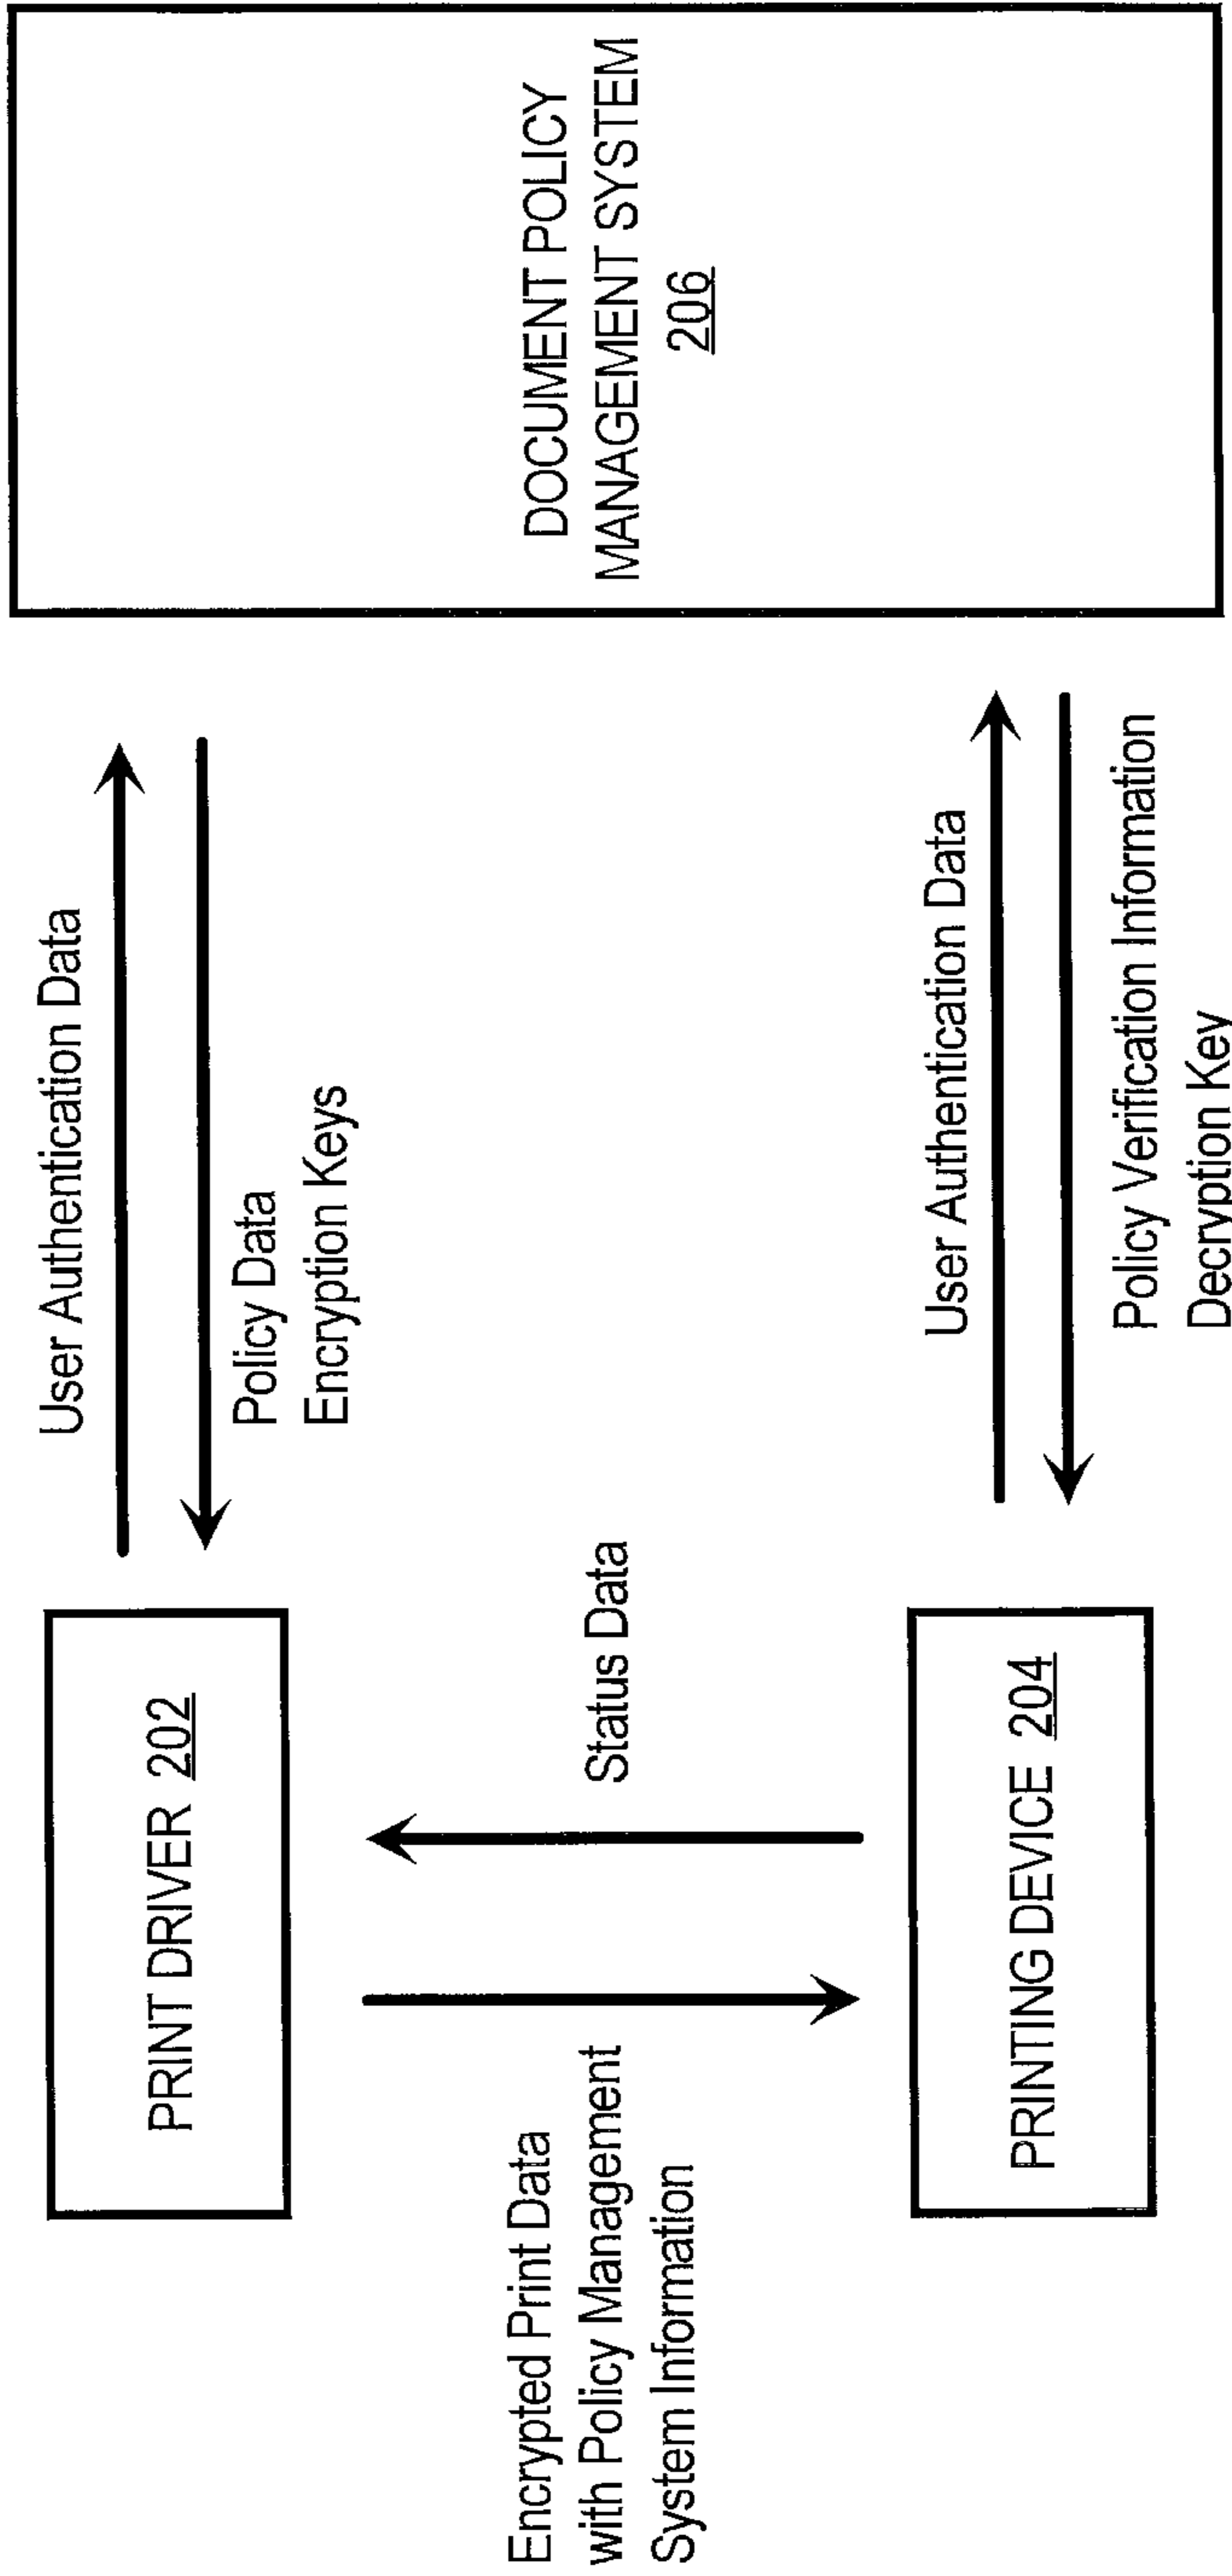 User Authentication Data
Policy Data
Encryption Keys
PRINT DRIVER 202
DOCUMENT POLICY
MANAGEMENT SYSTEM
206
Encrypted Print Data
with Policy Management
System Information
Status Data
User Authentication Data
PRINTING DEVICE 204
Policy Verification Information
Decryption Key